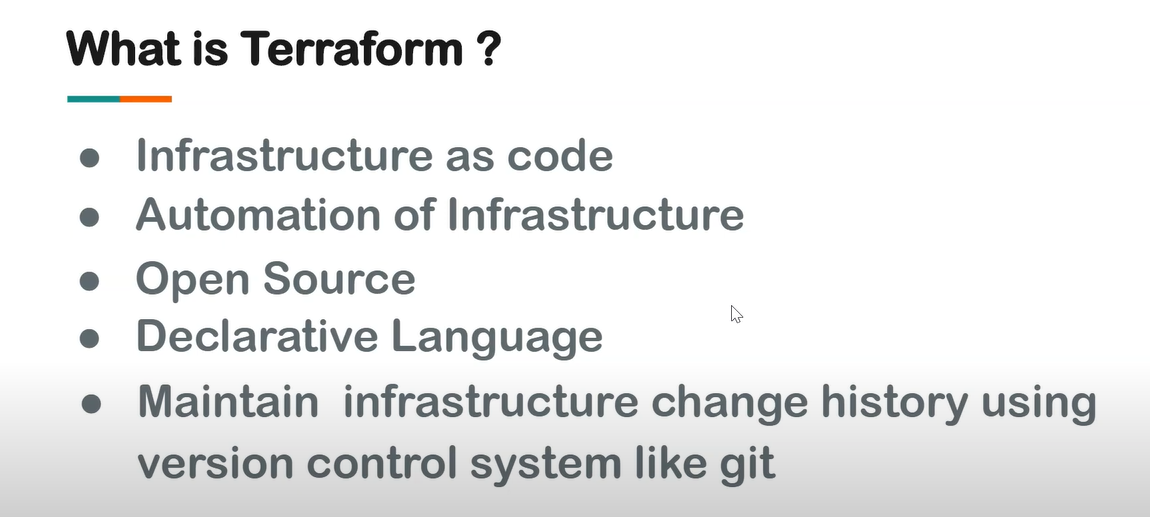 What is Terraform ?
● Infrastructure as code
● Automation of Infrastructure
● Open Source
● Declarative Language
● Maintain  infrastructure change history using
version control system like git